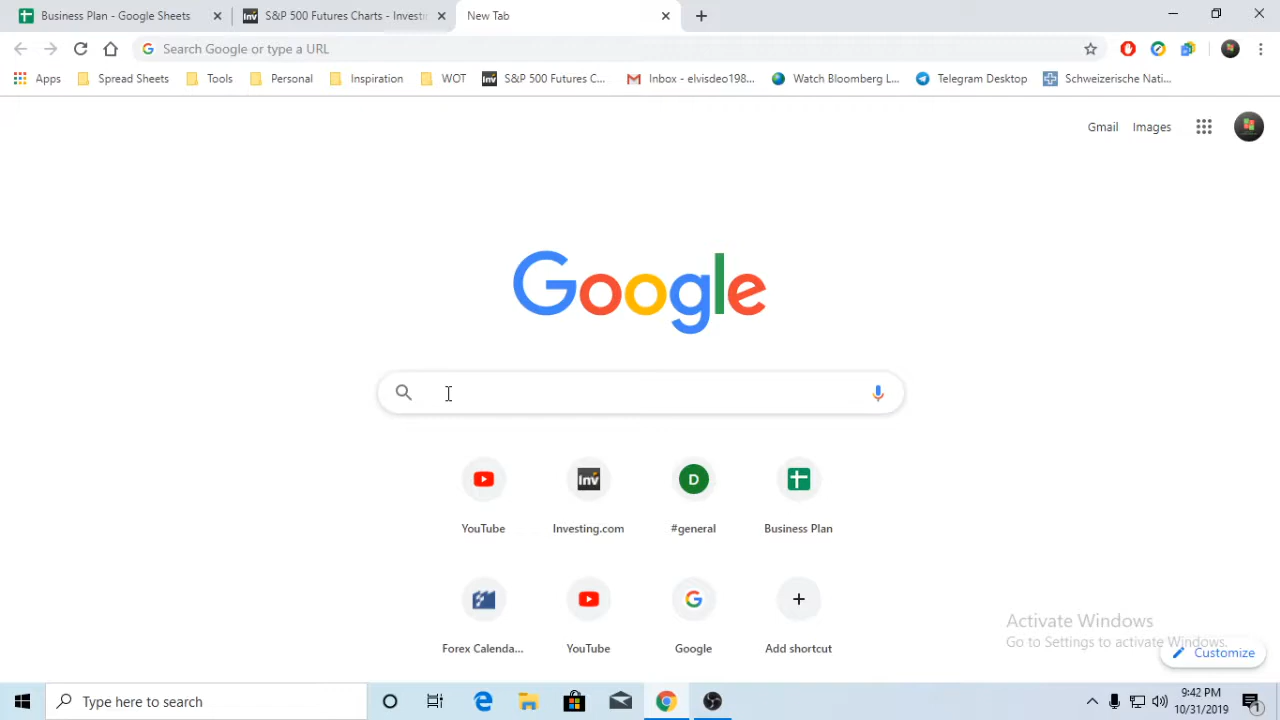 Business Plan - Google Sheets
S&P 500 Futures Charts - Investi
New Tab
Search Google or type a URL
Apps
Spread Sheets
Tools
Personal
Inspiration
WOT
Inv
S&P 500 Futures C...
Inbox - elvisdeo198...
Watch Bloomberg L...
Telegram Desktop
Schweizerische Nati...
Gmail
Images
Google
Inv
D
YouTube
Investing.com
#general
Business Plan
Forex Calenda...
YouTube
Google
Add shortcut
Activate Windows
Go to Settings to activate Windows.
Customize
Type here to search
9:42 PM
10/31/2019
1